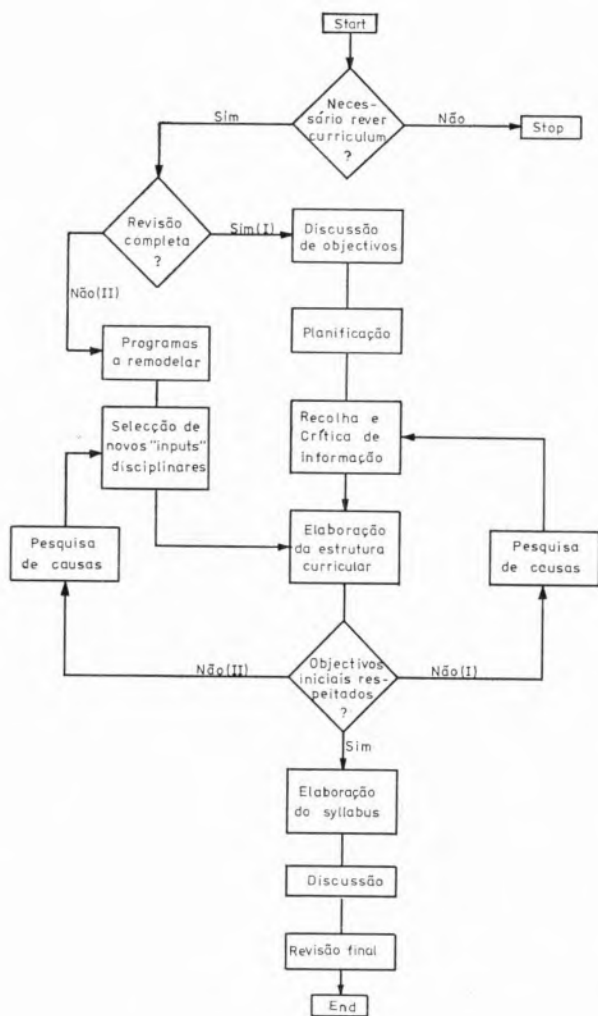 Start
Neces-
sário rever
curriculum
?
Sim
Não
Stop
Revisão
completa
?
Sim(I)
Discussão
de objectivos
Não(II)
Planificação
Programas
a remodelar
Selecção de
novos "inputs"
disciplinares
Recolha e
Crítica de
informação
Pesquisa
de causas
Elaboração
da estrutura
curricular
Pesquisa
de causas
Não(II)
Objectivos
iniciais res-
peitados
?
Não(I)
Sim
Elaboração
do syllabus
Discussão
Revisão final
End